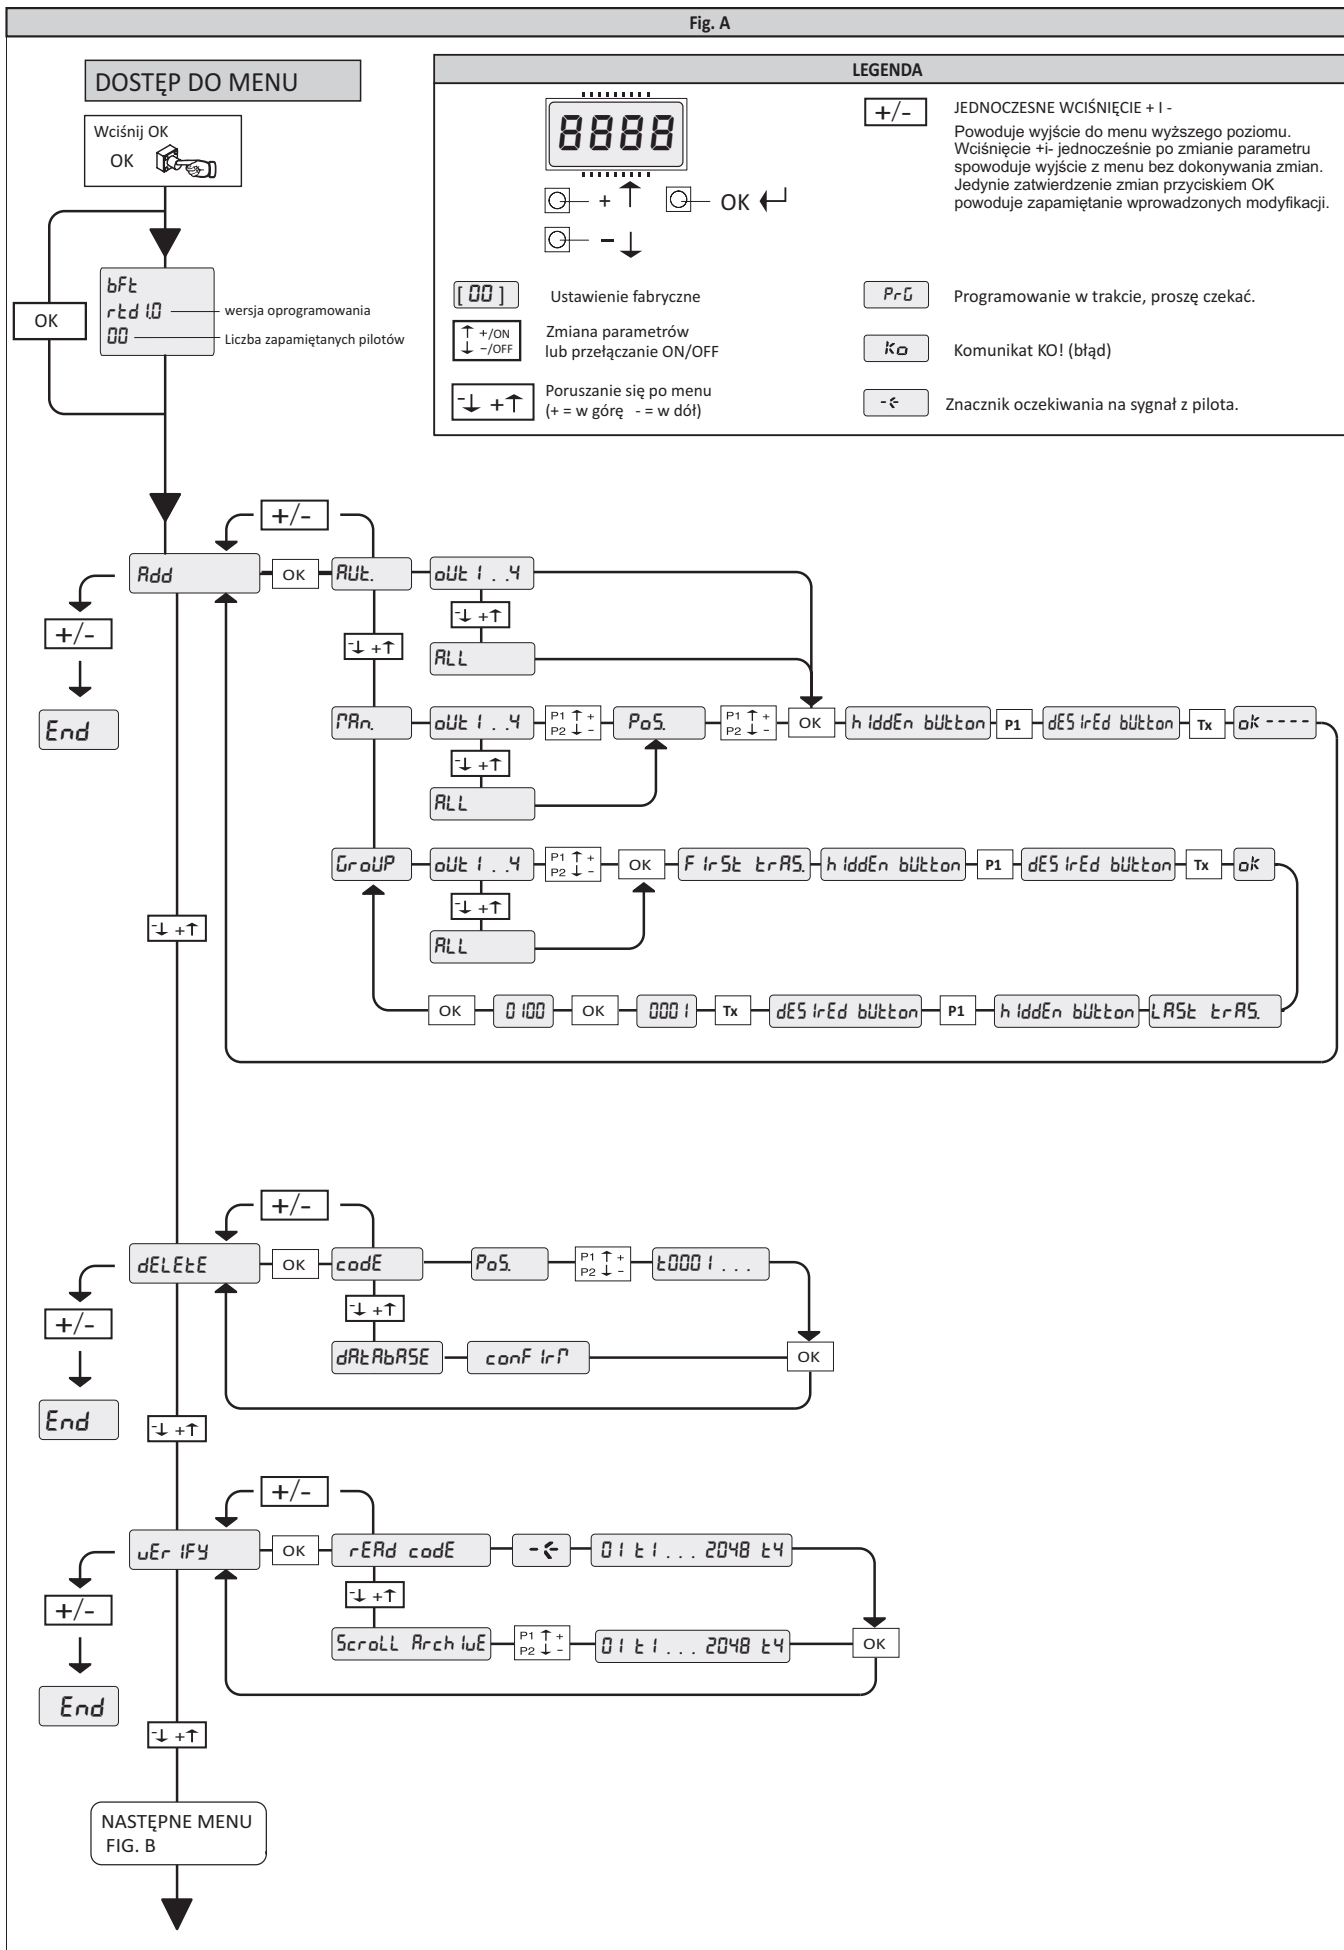 Fig. A
DOSTĘP DO MENU
Wciśnij OK
OK
OK
bFt
rtd 1.0
00
wersja oprogramowania
Liczba zapamiętanych pilotów
LEGENDA
8888
+ ↑
OK ↵
- ↓
+/-
JEDNOCZESNE WCIŚNIĘCIE + I -
Powoduje wyjście do menu wyższego poziomu.
Wciśnięcie +i- jednocześnie po zmianie parametru
spowoduje wyjście z menu bez dokonywania zmian.
Jedynie zatwierdzenie zmian przyciskiem OK
powoduje zapamiętanie wprowadzonych modyfikacji.
[ 00 ]
Ustawienie fabryczne
↑ +/ON
↓ -/OFF
Zmiana parametrów
lub przełączanie ON/OFF
-↓ +↑
Poruszanie się po menu
(+ = w górę - = w dół)
PrG
Programowanie w trakcie, proszę czekać.
Ko
Komunikat KO! (błąd)
-<-
Znacznik oczekiwania na sygnał z pilota.
+/-
Add OK AUt. oUt 1 . .4
-↓ +↑
+/-
-↓ +↑
ALL
End
MAn. oUt 1 . .4 P1 ↑ + P2 ↓ - PoS. P1 ↑ + P2 ↓ - OK hIddEn bUtton P1 dESIrEd bUtton Tx ok - - - -
-↓ +↑
ALL
GroUP oUt 1 . .4 P1 ↑ + P2 ↓ - OK FIrSt trAS. hIddEn bUtton P1 dESIrEd bUtton Tx ok
-↓ +↑
-↓ +↑
ALL
OK 0100 OK 0001 Tx dESIrEd bUtton P1 hIddEn bUtton LASt trAS.
+/-
dELEtE OK codE PoS. P1 ↑ + P2 ↓ - t0001 . . .
-↓ +↑
+/-
dAtAbASE conFIrM OK
End
-↓ +↑
+/-
vErIFY OK rEAd codE -<- 01 t1 . . . 2048 t4
-↓ +↑
+/-
ScroLL ArchIvE P1 ↑ + P2 ↓ - 01 t1 . . . 2048 t4 OK
End
-↓ +↑
NASTĘPNE MENU
FIG. B